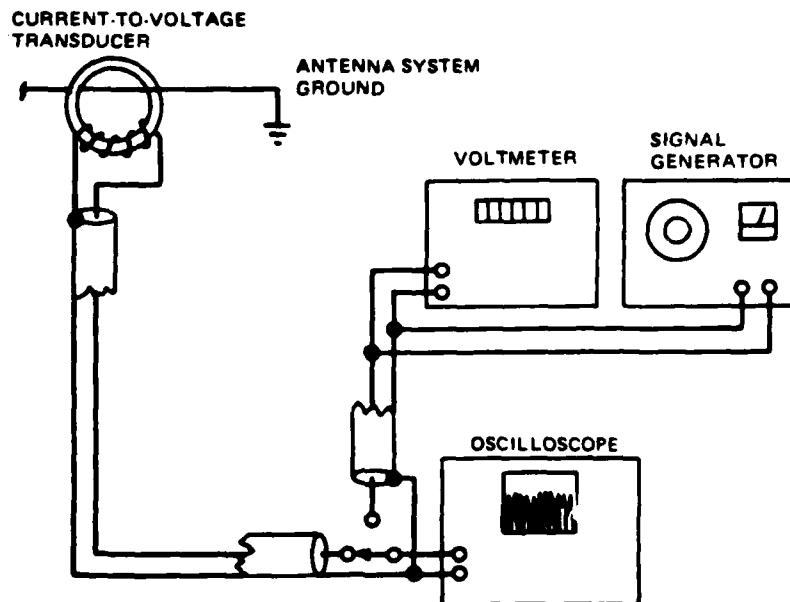 CURRENT-TO-VOLTAGE
TRANSDUCER
ANTENNA SYSTEM
GROUND
VOLTMETER
SIGNAL
GENERATOR
OSCILLOSCOPE